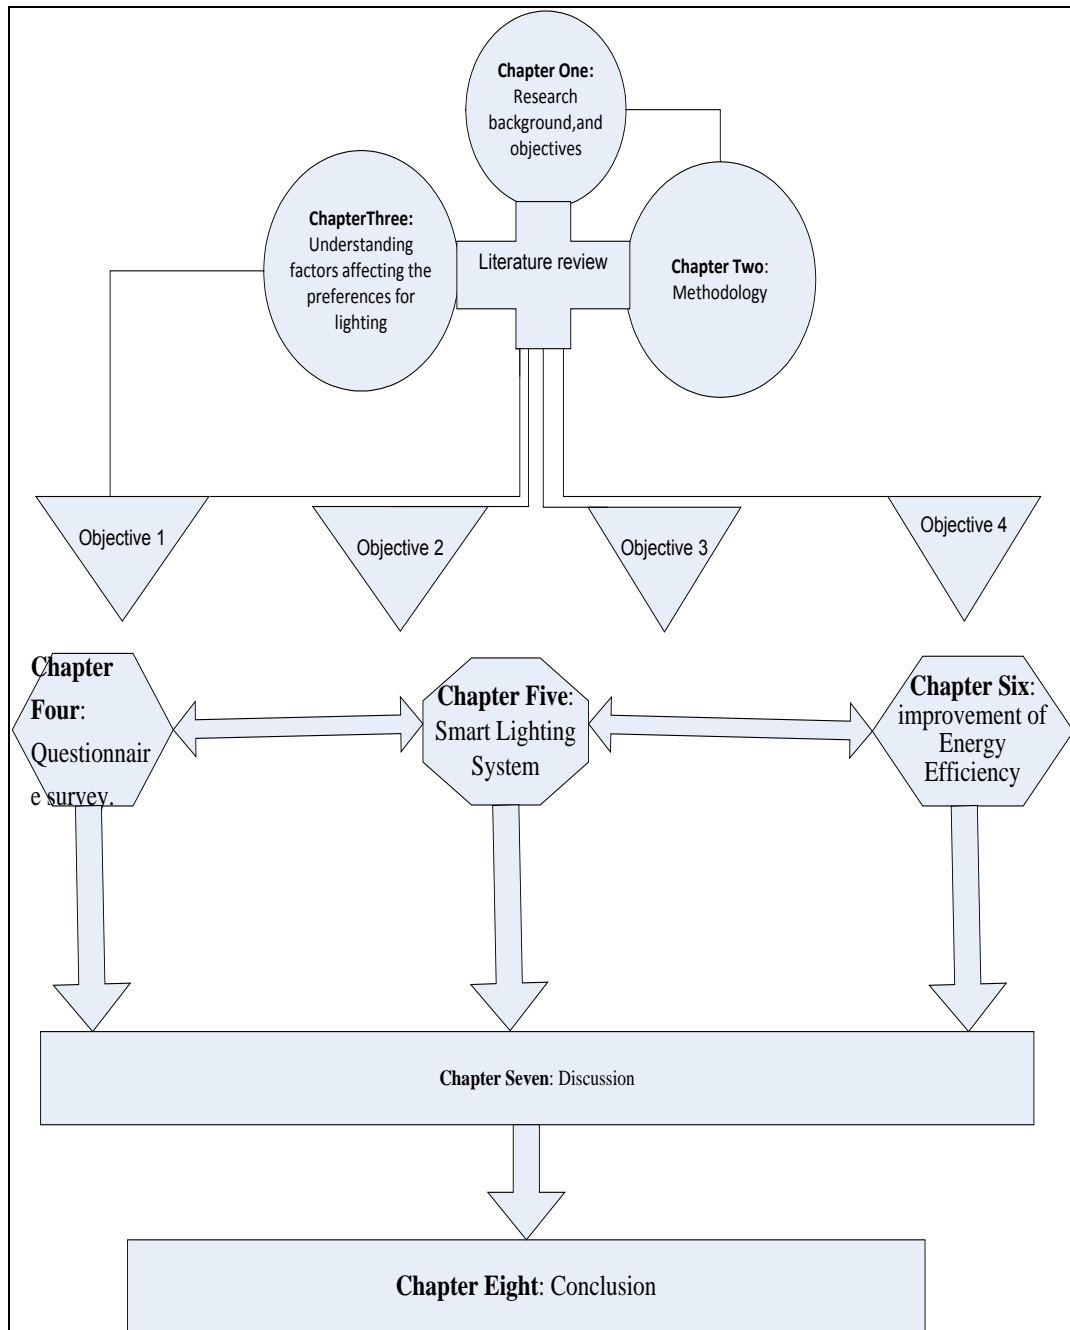 Chapter One:
Research
background,and
objectives
ChapterThree:
Understanding
factors affecting the
preferences for
lighting
Literature review
Chapter Two:
Methodology
Objective 1
Objective 2
Objective 3
Objective 4
Chapter
Four:
Questionnair
e survey.
Chapter Five:
Smart Lighting
System
Chapter Six:
improvement of
Energy
Efficiency
Chapter Seven: Discussion
Chapter Eight: Conclusion